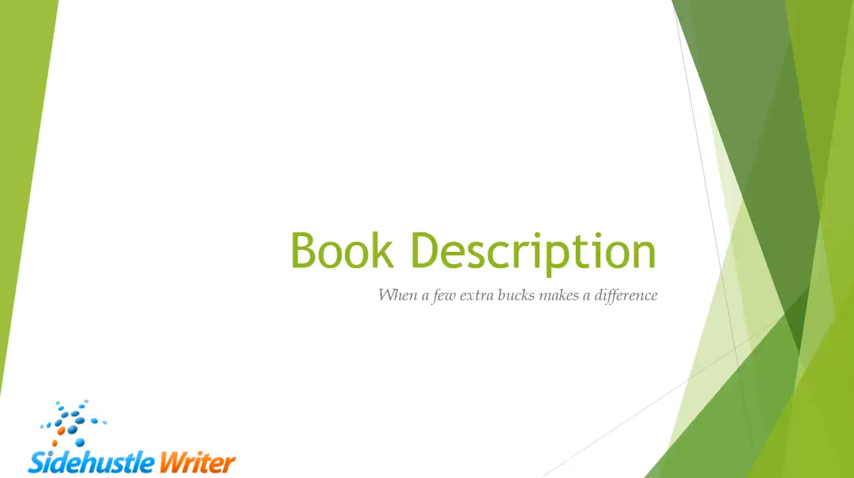 Book Description
When a few extra bucks makes a difference
Sidehustle Writer